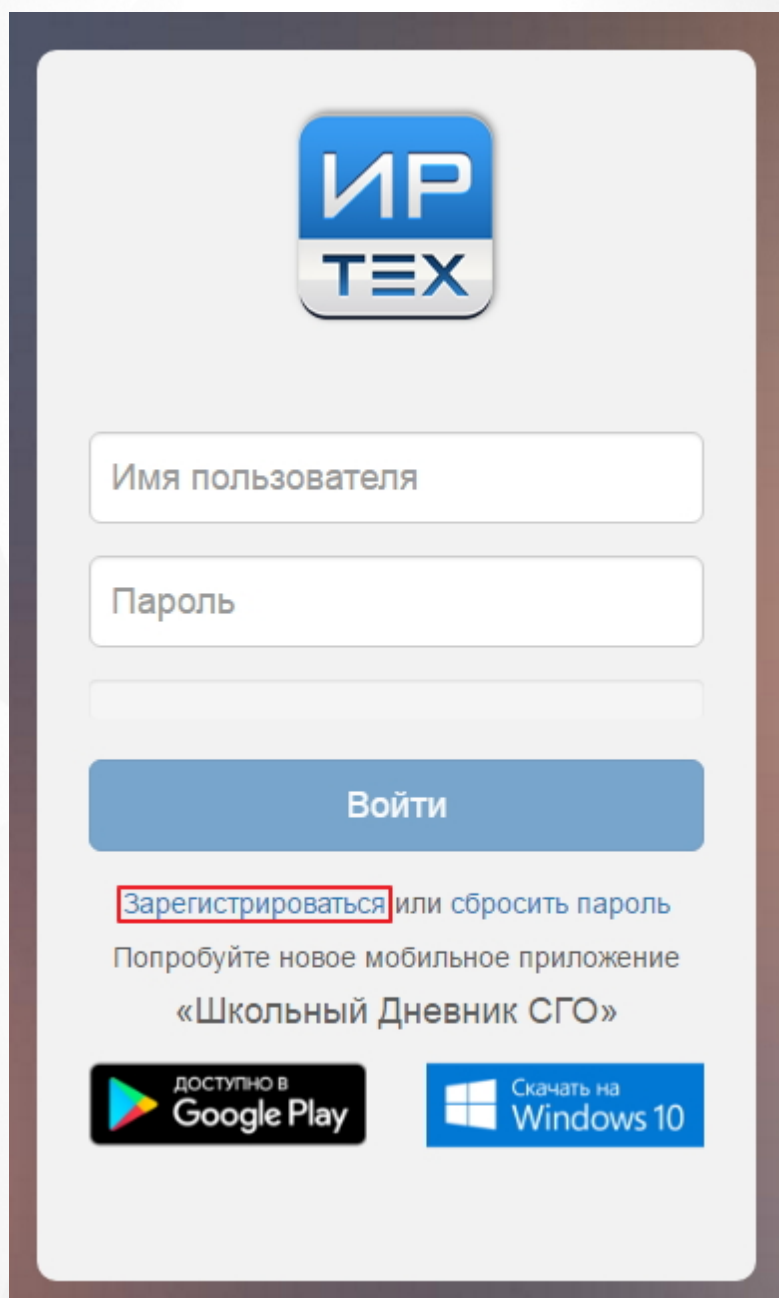 ИР
ТЕХ
Имя пользователя
Пароль
Войти
Зарегистрироваться или сбросить пароль
Попробуйте новое мобильное приложение
«Школьный Дневник СГО»
ДОСТУПНО В
Google Play
Скачать на
Windows 10